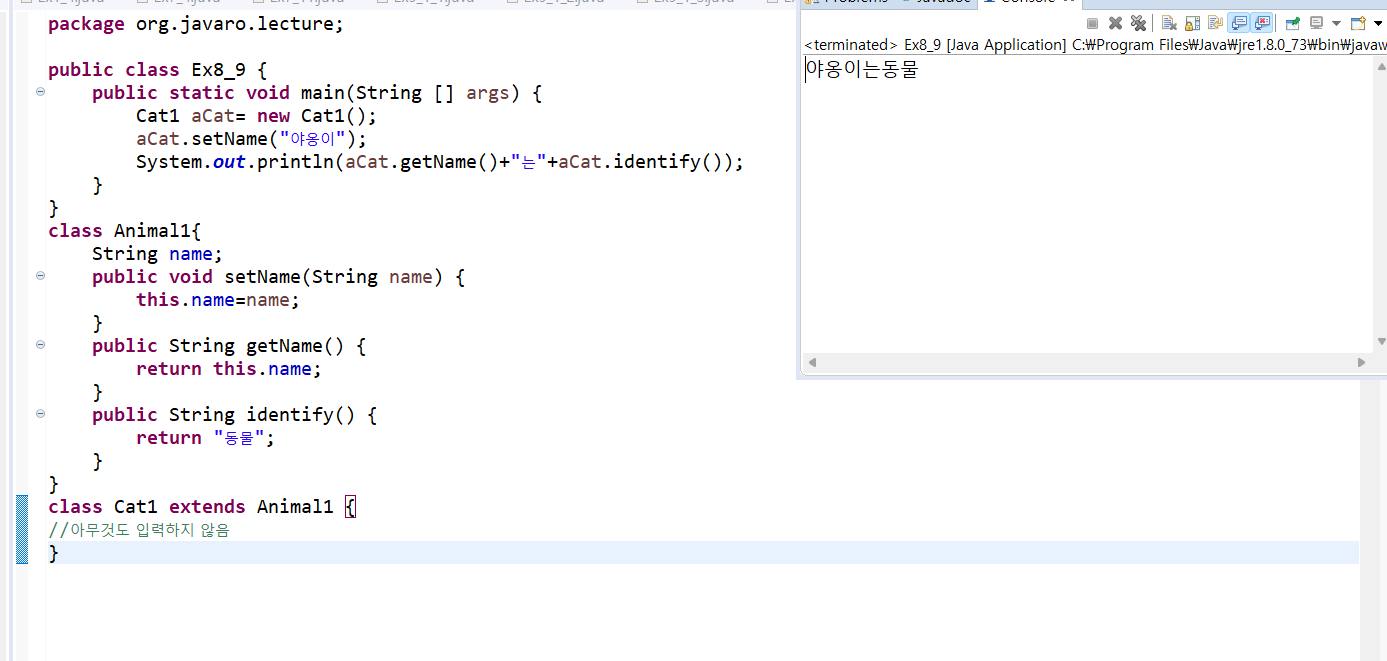 package org.javaro.lecture;
public class Ex8_9 {
public static void main(String [] args) {
Cat1 aCat= new Cat1();
aCat.setName("야옹이");
System.out.println(aCat.getName()+"는"+aCat.identify());
}
}
class Animal1{
String name;
public void setName(String name) {
this.name=name;
}
public String getName() {
return this.name;
}
public String identify() {
return "동물";
}
}
class Cat1 extends Animal1 {
//아무것도 입력하지 않음
}
<terminated> Ex8_9 [Java Application] C:₩Program Files₩Java₩jre1.8.0_73₩bin₩javaw
야옹이는동물